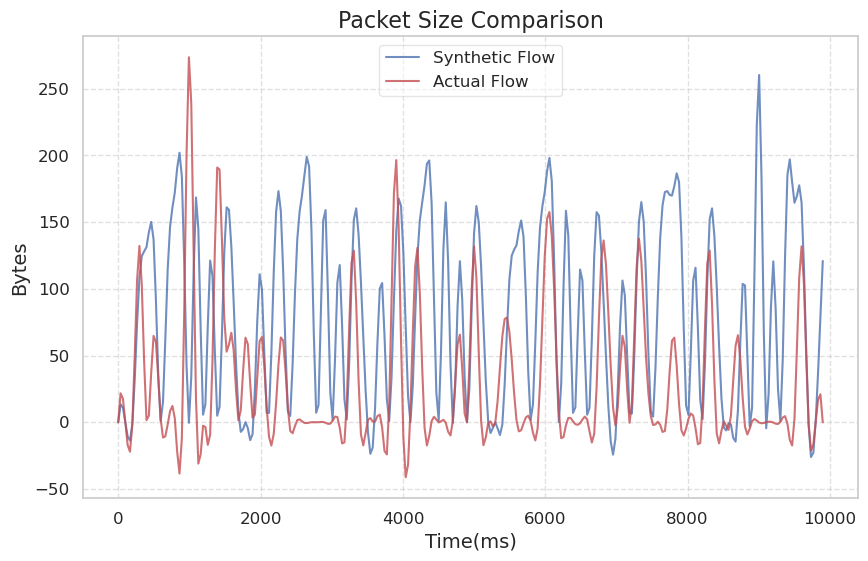 Packet Size Comparison
Synthetic Flow
Actual Flow
Bytes
250
200
150
100
50
0
−50
0 2000 4000 6000 8000 10000
Time(ms)